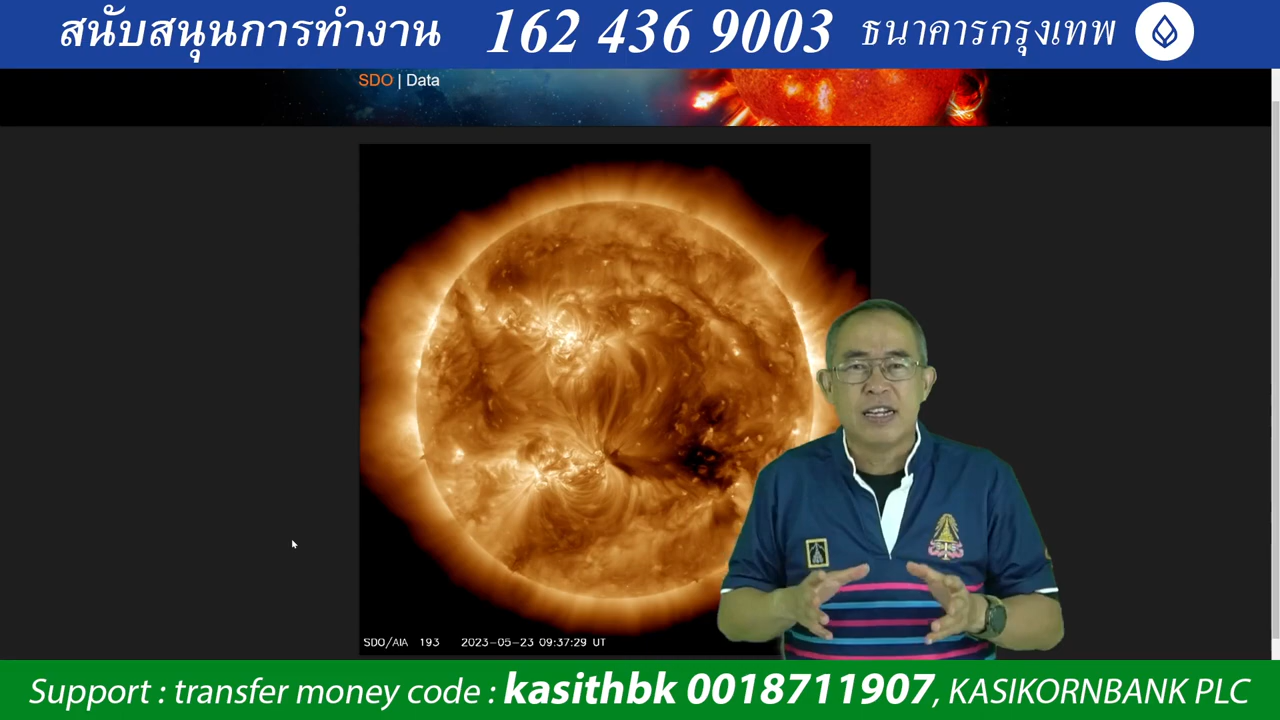 สนับสนุนการทำงาน 162 436 9003 ธนาคารกรุงเทพ
SDO | Data
SDO/AIA 193 2023-05-23 09:37:29 UT
Support : transfer money code : kasithbk 0018711907, KASIKORNBANK PLC